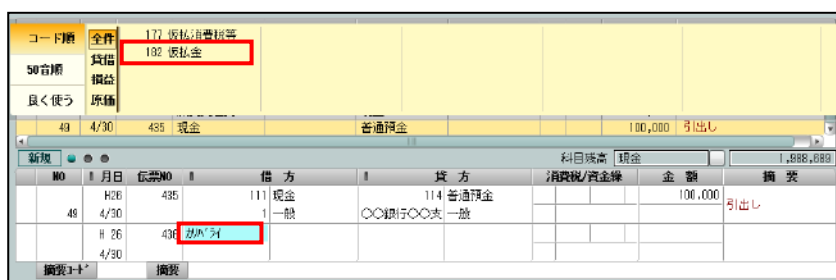 コード順 全件 177 仮払消費税等
貸借 182 仮払金
50音順 損益
良く使う 原価
49 4/30 435 現金 普通預金 100,000 引出し
新規 科目残高 現金 1,988,689
NO 月日 伝票NO 借 方 貸 方 消費税/資金繰 金 額 摘 要
H26 435 111 現金 114 普通預金 100,000 引出し
49 4/30 1 一般 〇〇銀行〇〇支 一般
H 26 436 ｶﾘﾊﾞﾗｲ
4/30
摘要ｺｰﾄﾞ 摘要